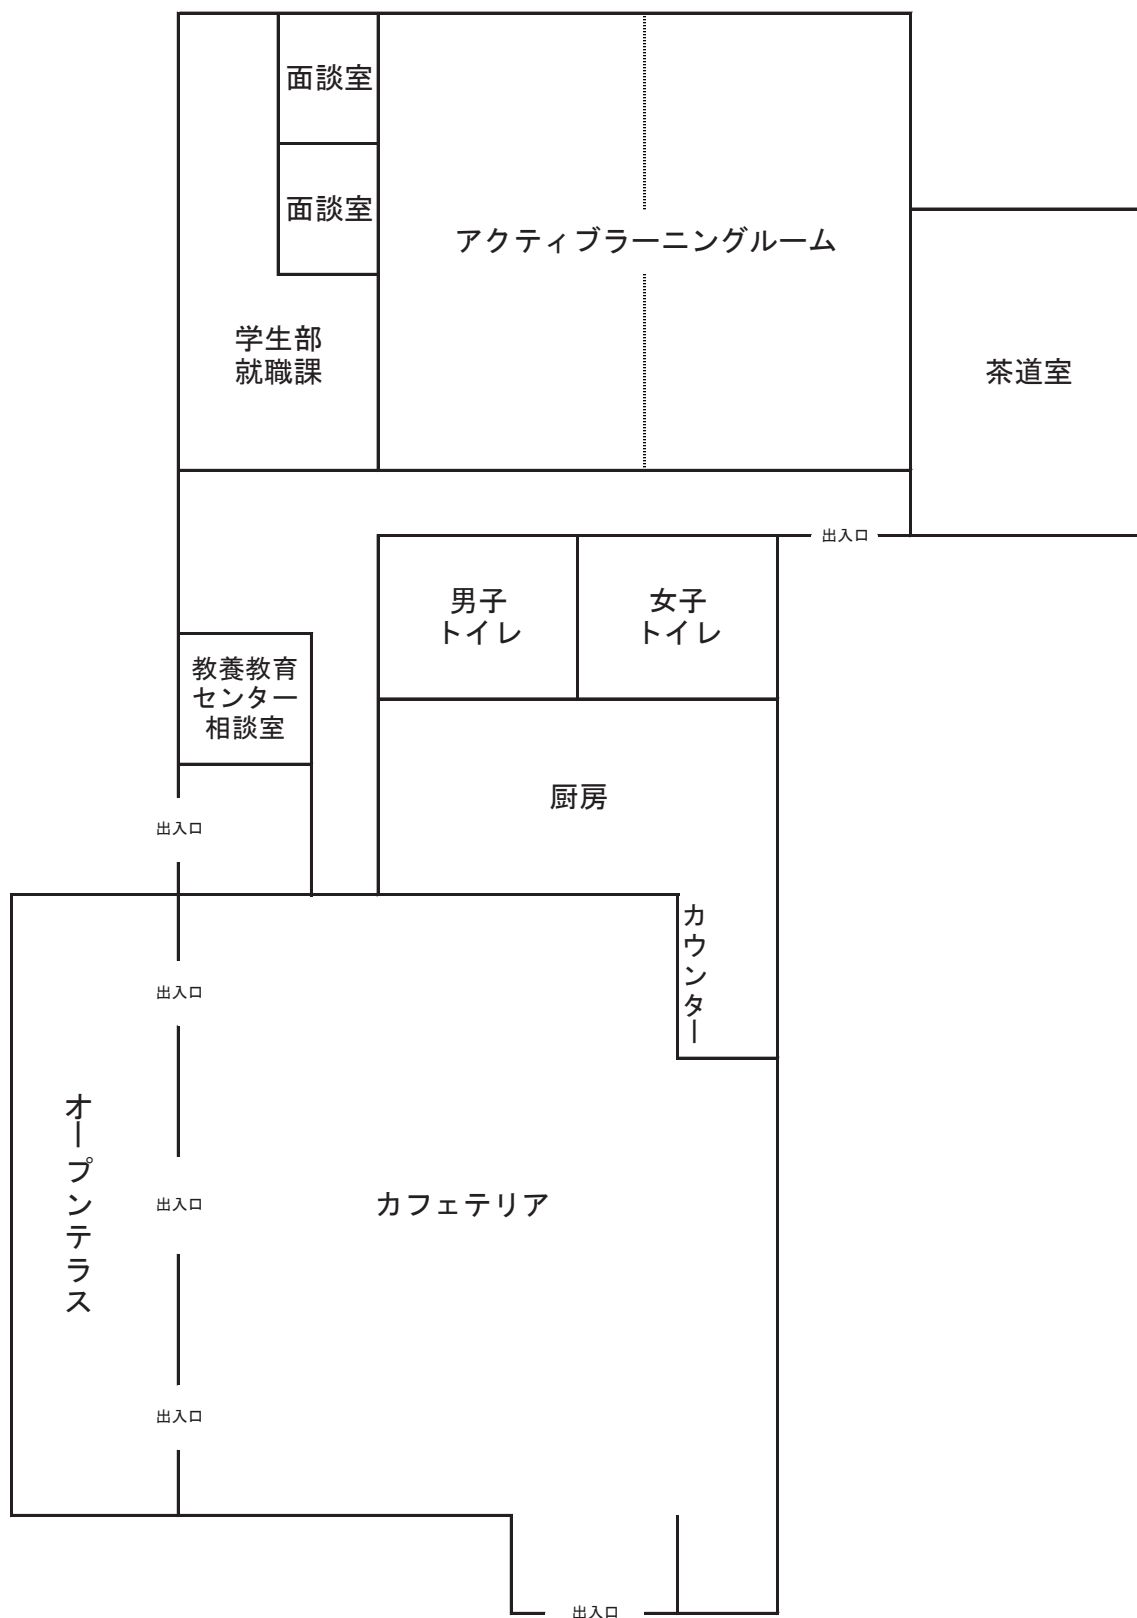 面談室
面談室
アクティブラーニングルーム
学生部
就職課
茶道室
出入口
男子
トイレ
女子
トイレ
教養教育
センター
相談室
厨房
出入口
カウンター
出入口
オープンテラス
出入口
カフェテリア
出入口
出入口